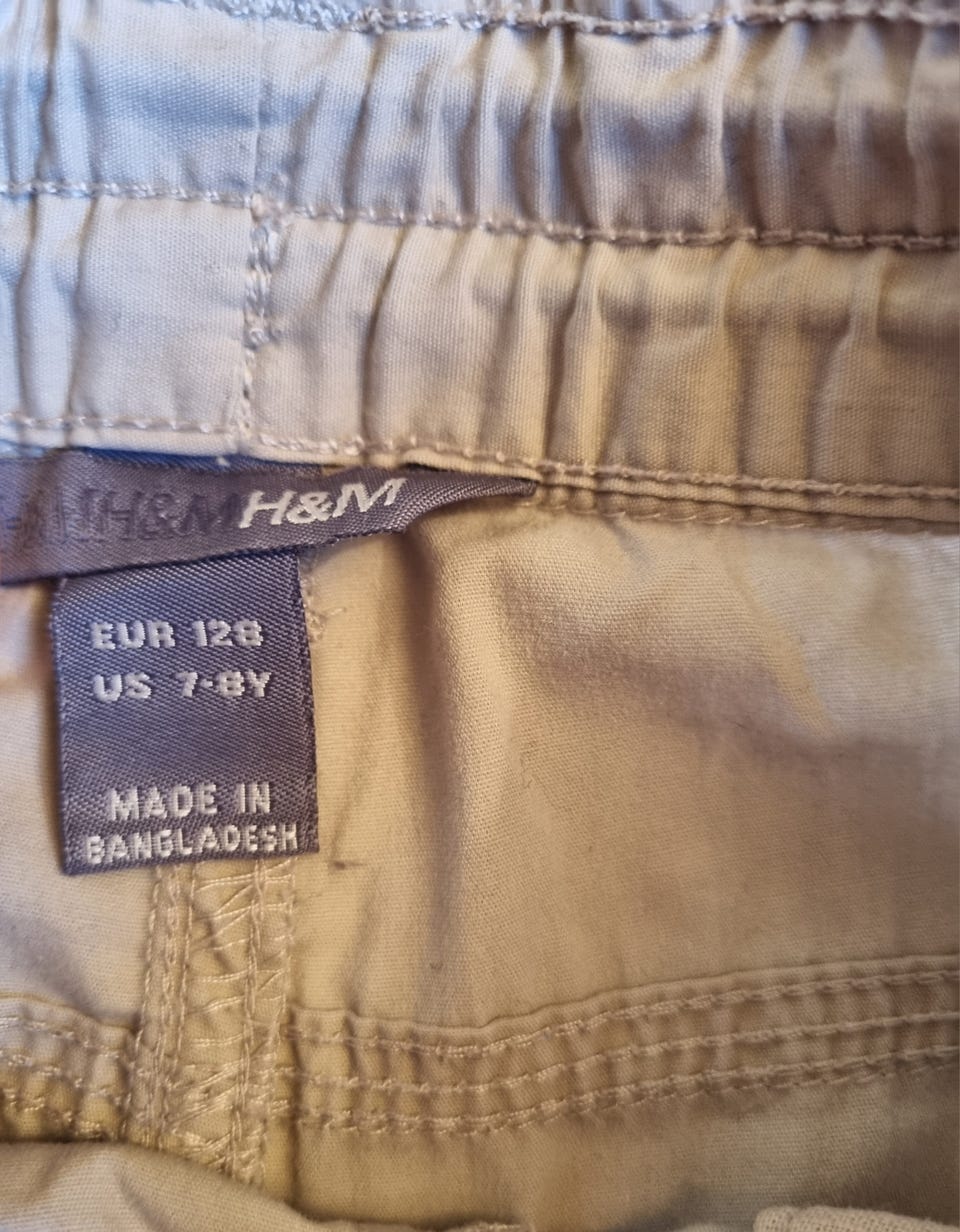 H&M H&M
EUR 128
US 7-8Y
MADE IN
BANGLADESH